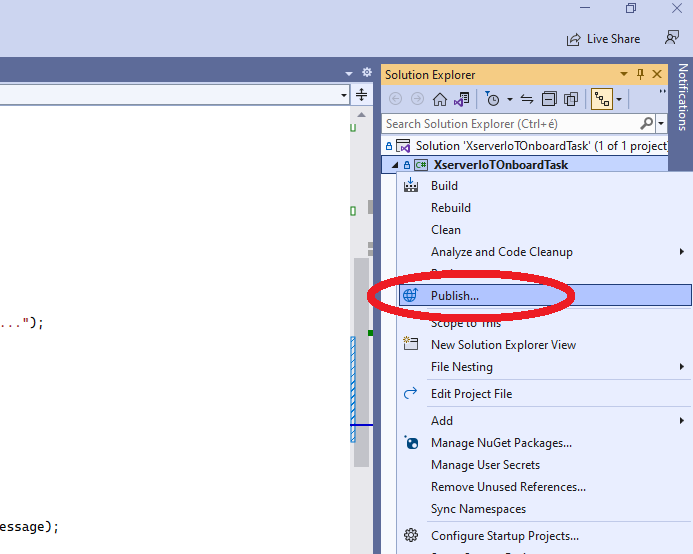 Live Share
Solution Explorer
Notifications
Search Solution Explorer (Ctrl+é)
Solution 'XserverIoTOnboardTask' (1 of 1 project)
C# XserverIoTOnboardTask
Build
Rebuild
Clean
Analyze and Code Cleanup
Publish...
Scope to This
...");
New Solution Explorer View
File Nesting
Edit Project File
Add
Manage NuGet Packages...
Manage User Secrets
Remove Unused References...
Sync Namespaces
essage);
Configure Startup Projects...